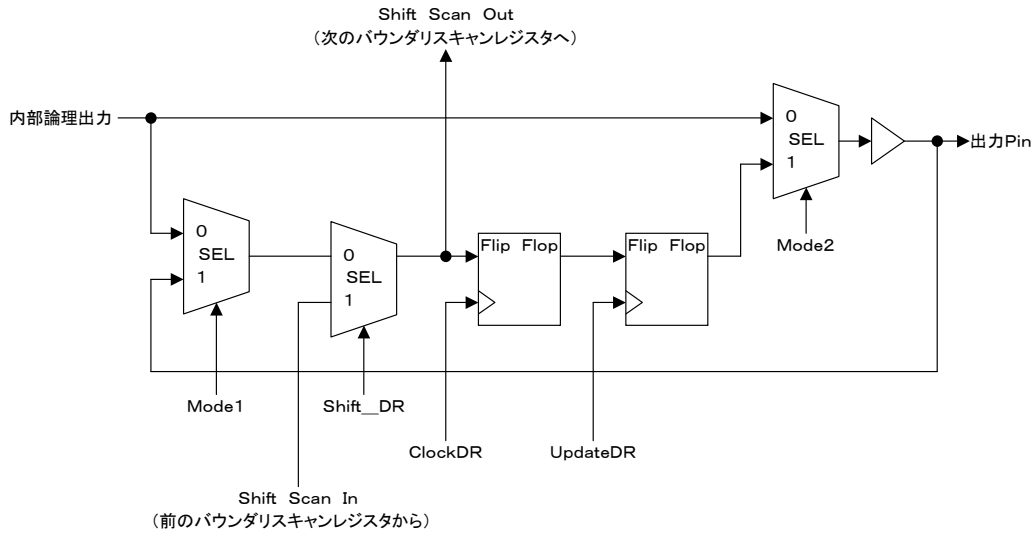 Shift Scan Out
（次のバウンダリスキャンレジスタへ）
内部論理出力
0
SEL
1
出力Pin
Mode2
0
SEL
1
0
SEL
1
Flip Flop
Flip Flop
Mode1
Shift__DR
ClockDR
UpdateDR
Shift Scan In
（前のバウンダリスキャンレジスタから）